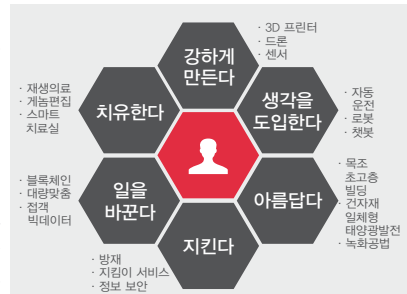 강하게
만든다
· 3D 프린터
· 드론
· 센서
생각을
도입한다
· 자동
운전
· 로봇
· 챗봇
아름답다
· 목조
초고층
빌딩
· 건자재
일체형
태양광발전
· 녹화공법
지킨다
· 방재
· 지킴이 서비스
· 정보 보안
일을
바꾼다
· 블록체인
· 대량맞춤
· 접객
빅데이터
치유한다
· 재생의료
· 게놈편집
· 스마트
치료실